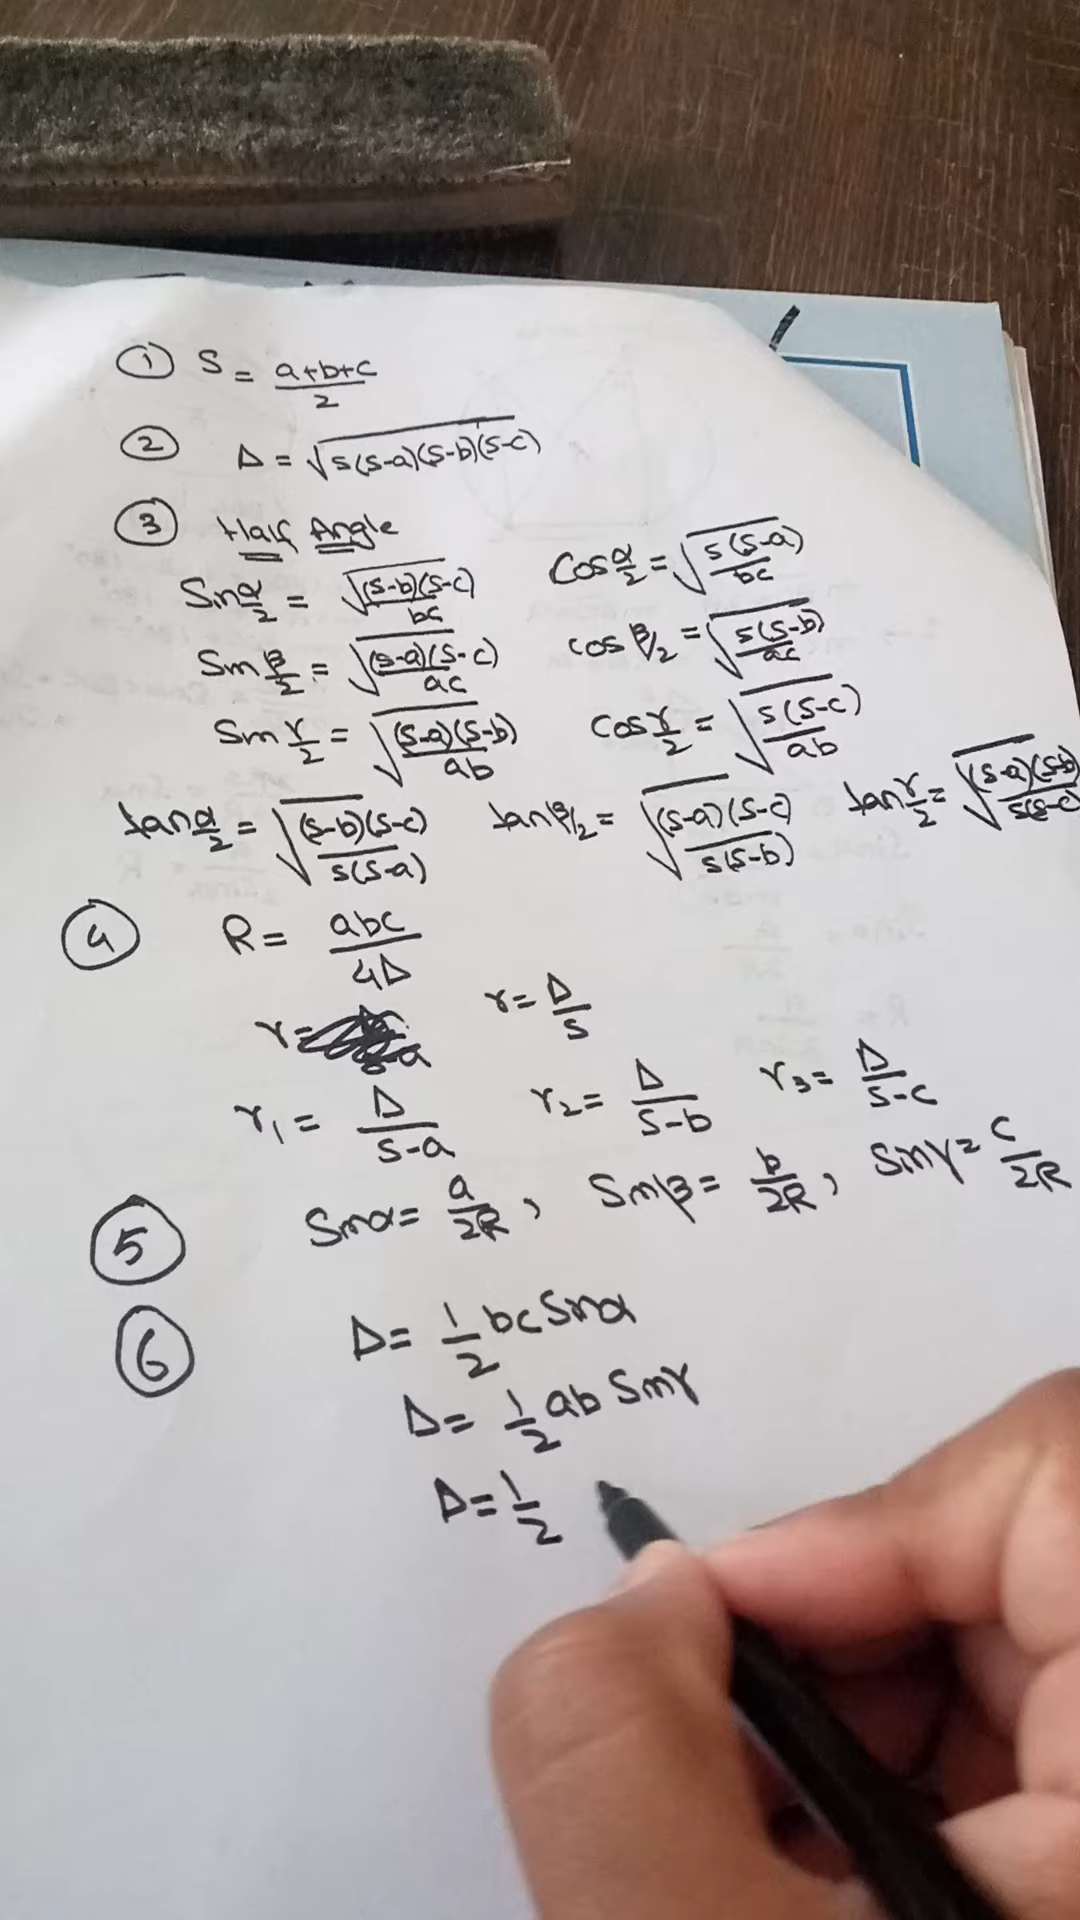 ① S = a+b+c/2
② Δ = √s(s-a)(s-b)(s-c)
③ Half Angle
Sin α/2 = √(s-b)(s-c)/bc Cos α/2 = √s(s-a)/bc
Sin β/2 = √(s-a)(s-c)/ac cos β/2 = √s(s-b)/ac
Sin γ/2 = √(s-a)(s-b)/ab Cos γ/2 = √s(s-c)/ab
tan α/2 = √(s-b)(s-c)/s(s-a) tan β/2 = √(s-a)(s-c)/s(s-b) tan γ/2 = √(s-a)(s-b)/s(s-c)
④ R = abc/4Δ
r = r = Δ/s
r₁ = Δ/s-a r₂ = Δ/s-b r₃ = Δ/s-c
⑤ Sinα = a/2R, Sinβ = b/2R, Sinγ = c/2R
⑥ Δ = 1/2 bc Sinα
Δ = 1/2 ab Sinγ
Δ = 1/2